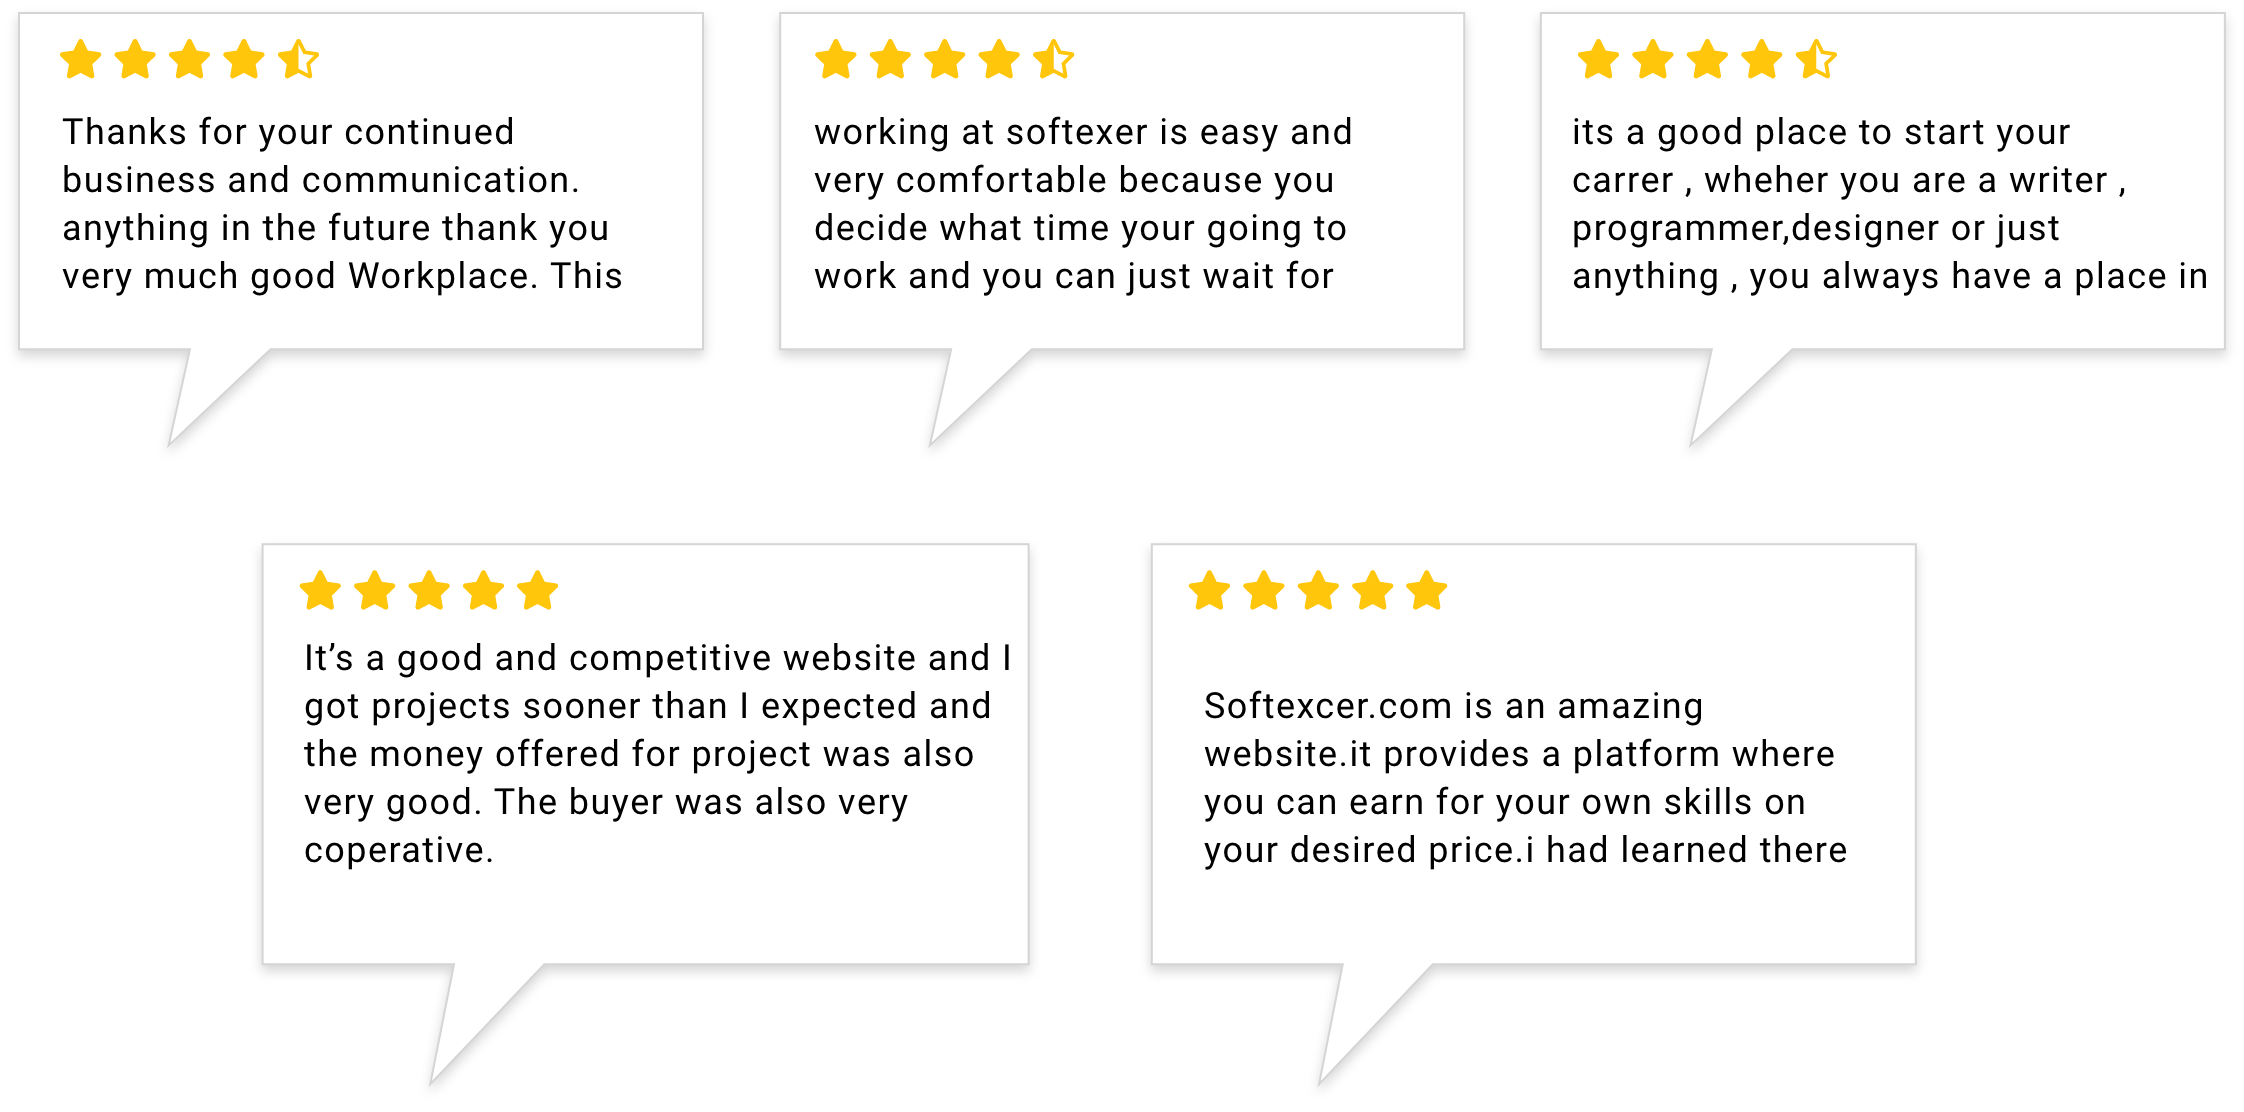 Thanks for your continued
business and communication.
anything in the future thank you
very much good Workplace. This
working at softexer is easy and
very comfortable because you
decide what time your going to
work and you can just wait for
its a good place to start your
carrer , wheher you are a writer ,
programmer,designer or just
anything , you always have a place in
It’s a good and competitive website and I
got projects sooner than I expected and
the money offered for project was also
very good. The buyer was also very
coperative.
Softexcer.com is an amazing
website.it provides a platform where
you can earn for your own skills on
your desired price.i had learned there